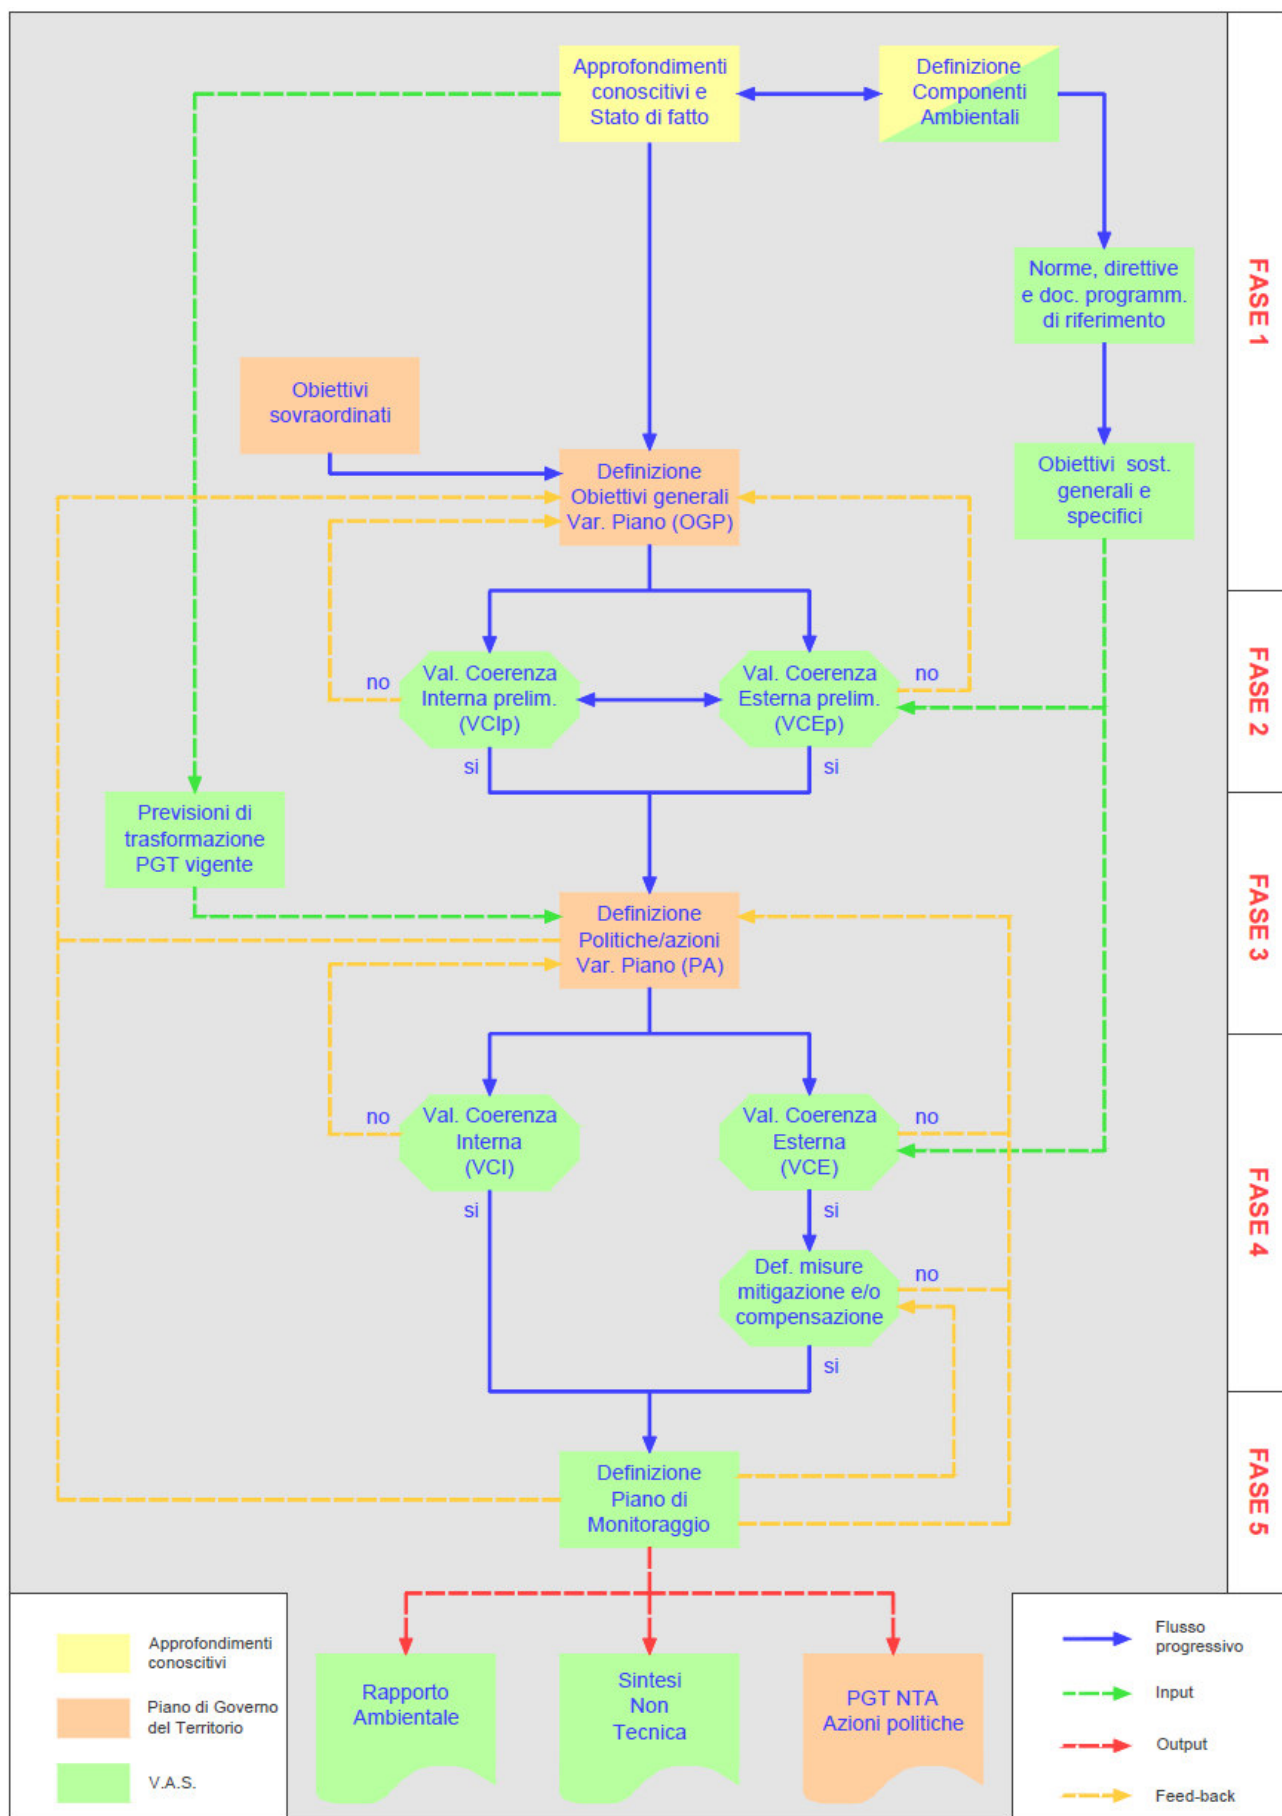 Approfondimenti
conoscitivi e
Stato di fatto
Definizione
Componenti
Ambientali
Norme, direttive
e doc. programm.
di riferimento
FASE 1
Obiettivi
sovraordinati
Definizione
Obiettivi generali
Var. Piano (OGP)
Obiettivi sost.
generali e
specifici
no
Val. Coerenza
Interna prelim.
(VCIp)
si
Val. Coerenza
Esterna prelim.
(VCEp)
no
si
FASE 2
Previsioni di
trasformazione
PGT vigente
Definizione
Politiche/azioni
Var. Piano (PA)
FASE 3
no
Val. Coerenza
Interna
(VCI)
si
Val. Coerenza
Esterna
(VCE)
no
si
Def. misure
mitigazione e/o
compensazione
no
si
FASE 4
Definizione
Piano di
Monitoraggio
FASE 5
Approfondimenti
conoscitivi
Piano di Governo
del Territorio
V.A.S.
Rapporto
Ambientale
Sintesi
Non
Tecnica
PGT NTA
Azioni politiche
Flusso
progressivo
Input
Output
Feed-back